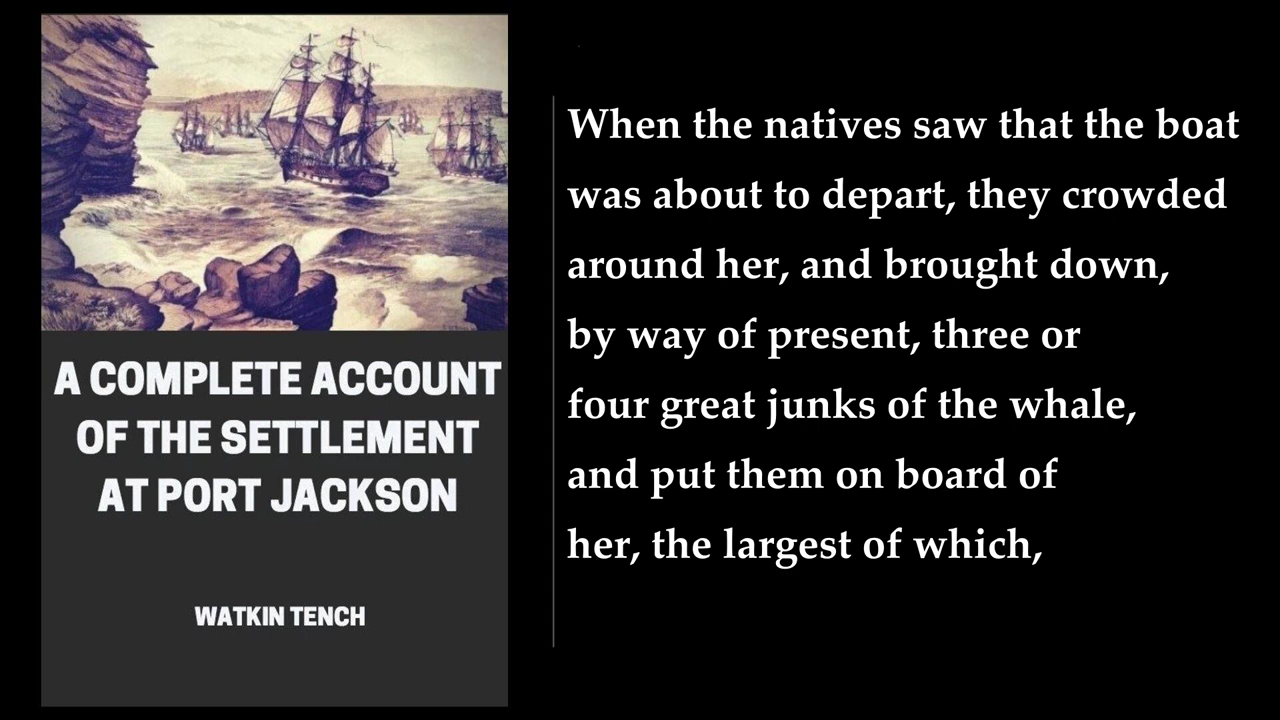 A COMPLETE ACCOUNT
OF THE SETTLEMENT
AT PORT JACKSON
WATKIN TENCH
When the natives saw that the boat
was about to depart, they crowded
around her, and brought down,
by way of present, three or
four great junks of the whale,
and put them on board of
her, the largest of which,